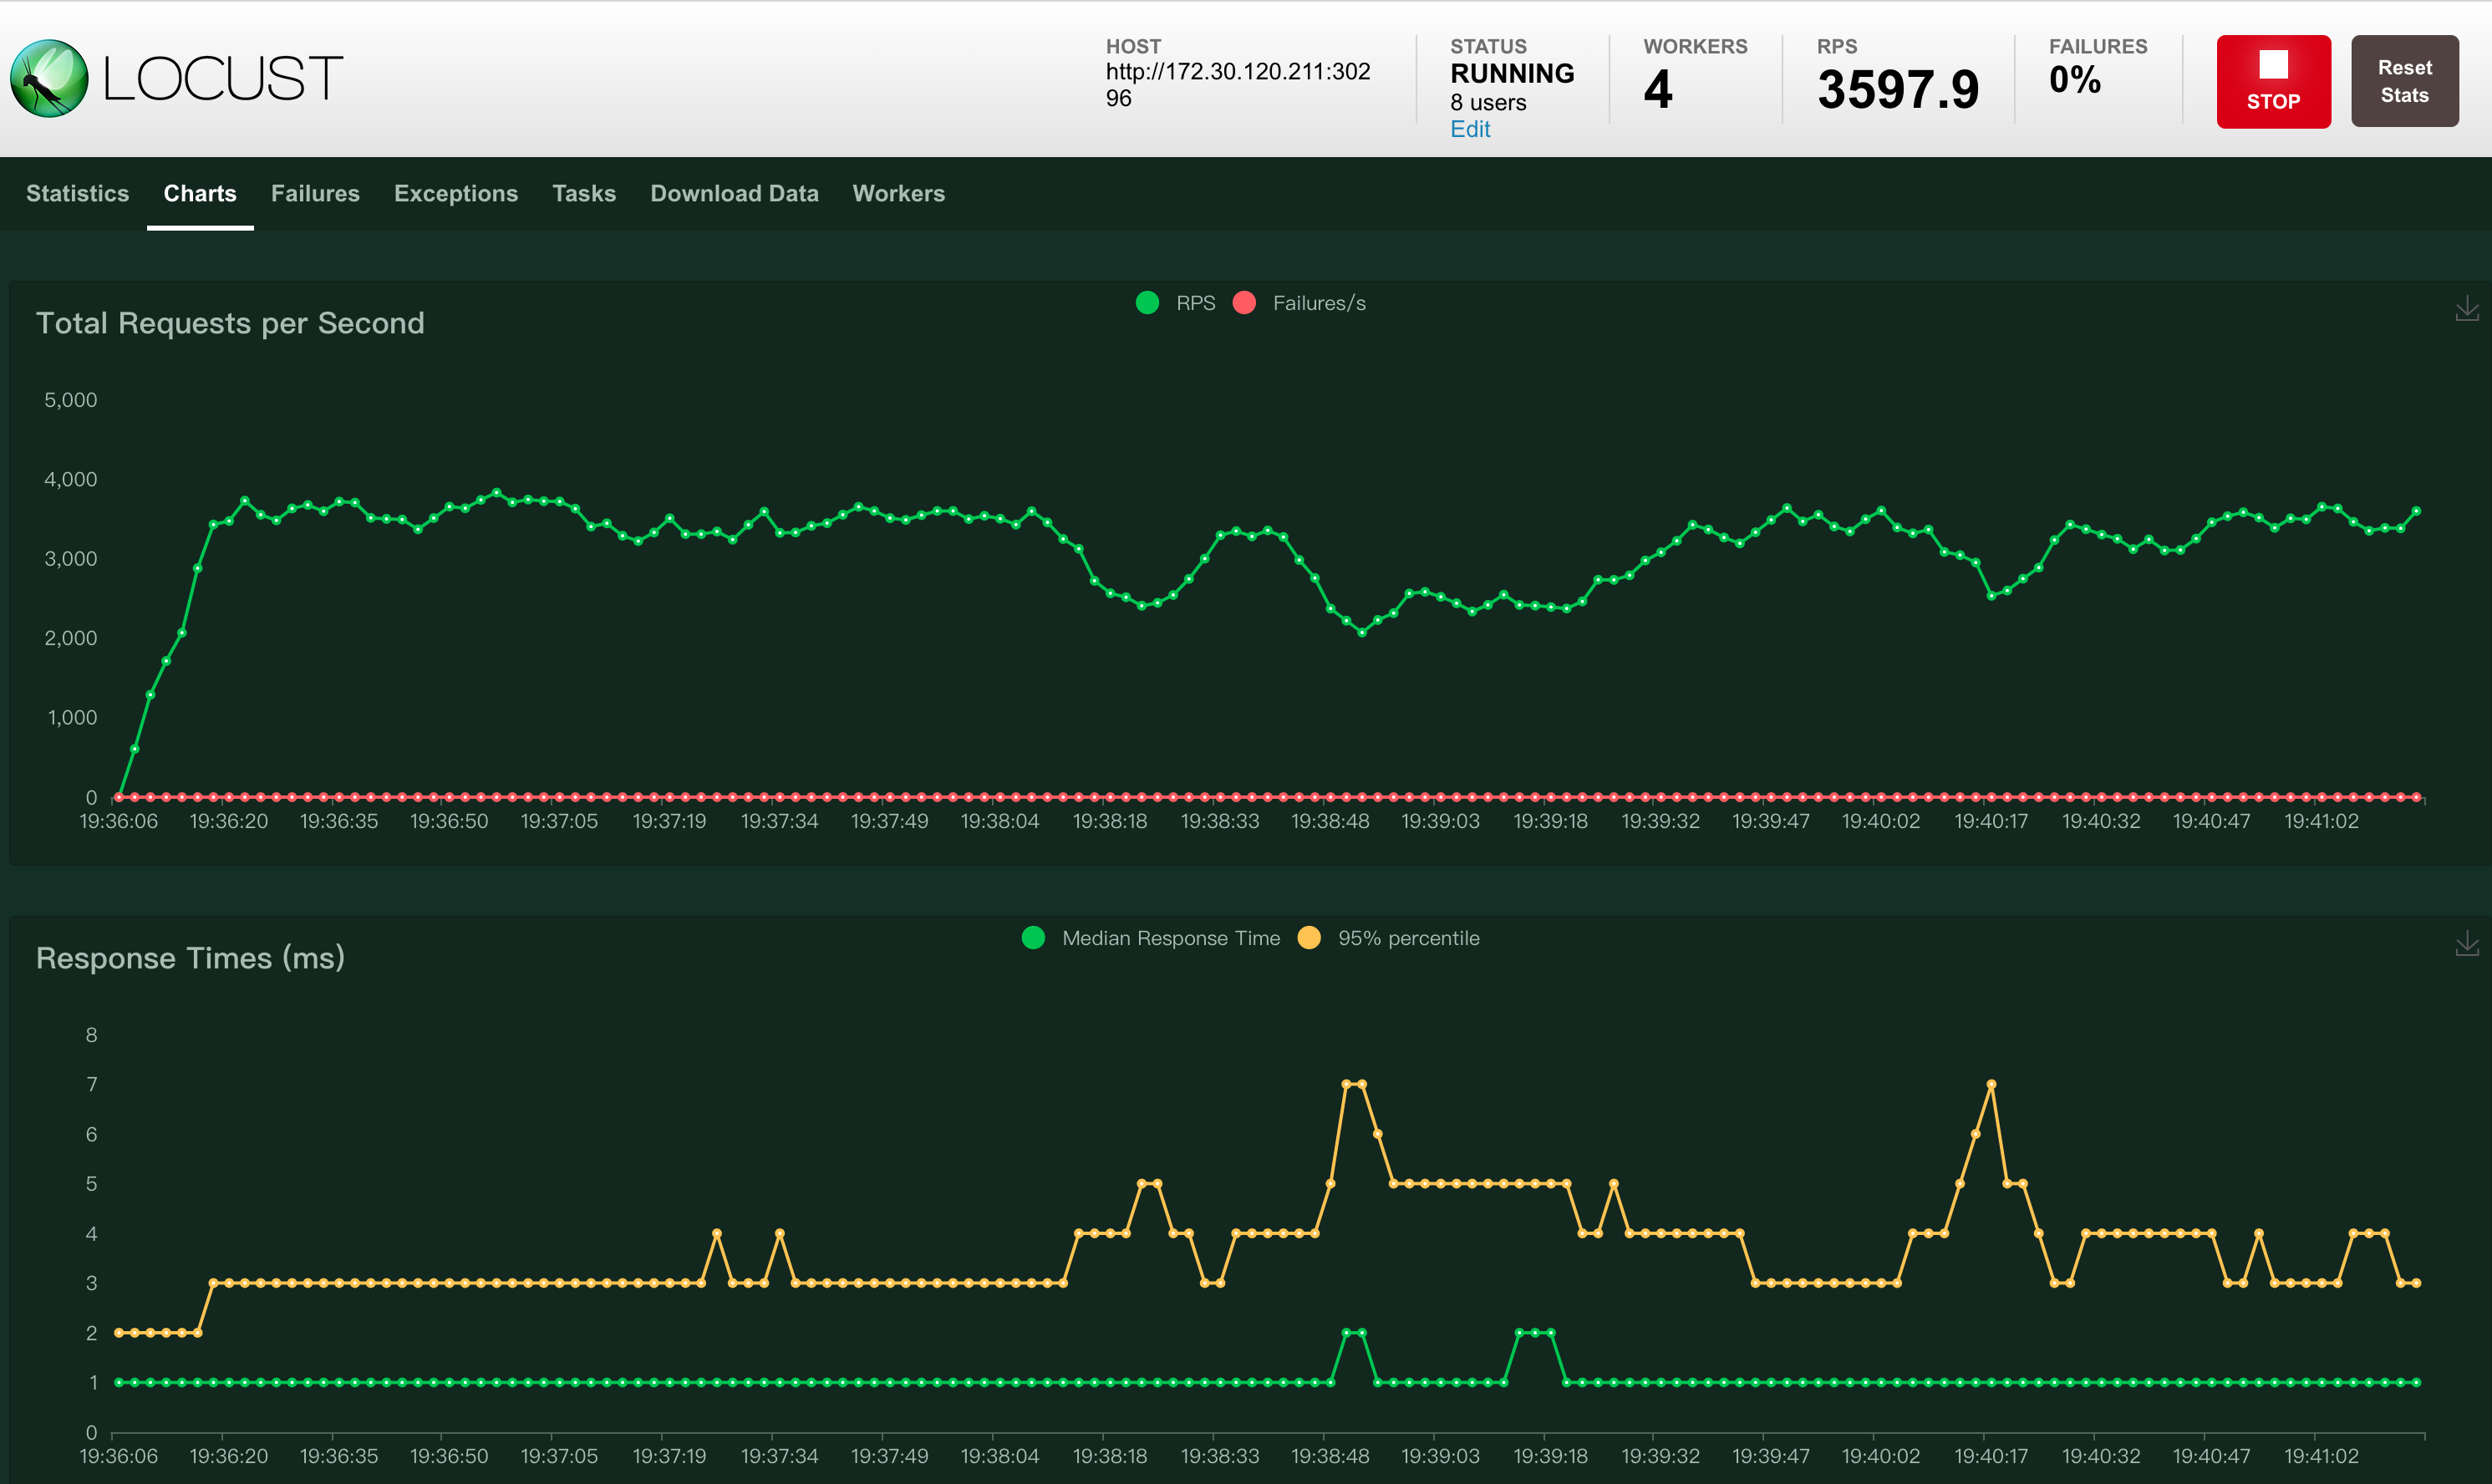 LOCUST
HOST
http://172.30.120.211:302
96
STATUS
RUNNING
8 users
Edit
WORKERS
4
RPS
3597.9
FAILURES
0%
STOP
Reset
Stats
Statistics Charts Failures Exceptions Tasks Download Data Workers
Total Requests per Second
RPS Failures/s
5,000
4,000
3,000
2,000
1,000
0
19:36:06 19:36:20 19:36:35 19:36:50 19:37:05 19:37:19 19:37:34 19:37:49 19:38:04 19:38:18 19:38:33 19:38:48 19:39:03 19:39:18 19:39:32 19:39:47 19:40:02 19:40:17 19:40:32 19:40:47 19:41:02
Response Times (ms)
Median Response Time 95% percentile
8
7
6
5
4
3
2
1
0
19:36:06 19:36:20 19:36:35 19:36:50 19:37:05 19:37:19 19:37:34 19:37:49 19:38:04 19:38:18 19:38:33 19:38:48 19:39:03 19:39:18 19:39:32 19:39:47 19:40:02 19:40:17 19:40:32 19:40:47 19:41:02